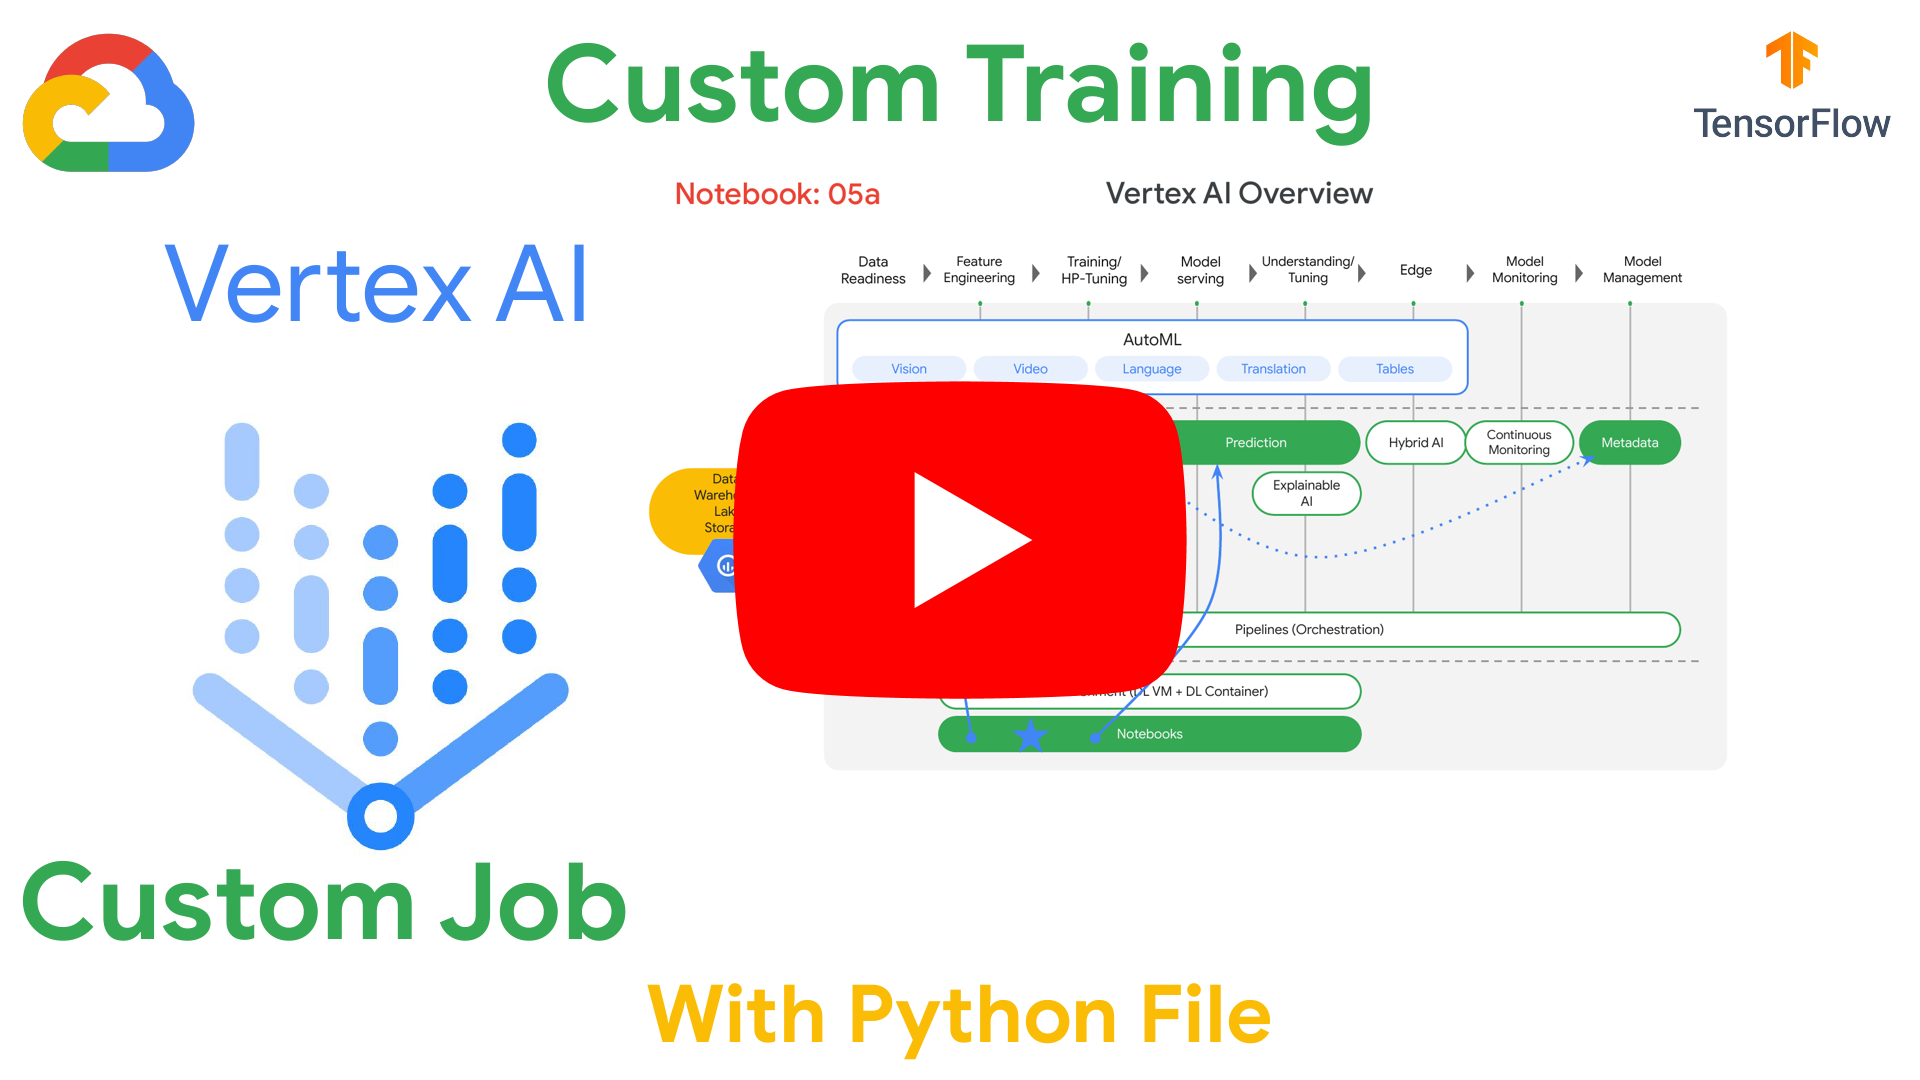 Custom Training
TensorFlow
Notebook: 05a
Vertex AI Overview
Vertex AI
Data
Readiness
Feature
Engineering
Training/
HP-Tuning
Model
serving
Understanding/
Tuning
Edge
Model
Monitoring
Model
Management
AutoML
Vision
Video
Language
Translation
Tables
Prediction
Hybrid AI
Continuous
Monitoring
Metadata
Explainable
AI
Data
Pipelines (Orchestration)
(DL VM + DL Container)
Notebooks
Custom Job
With Python File